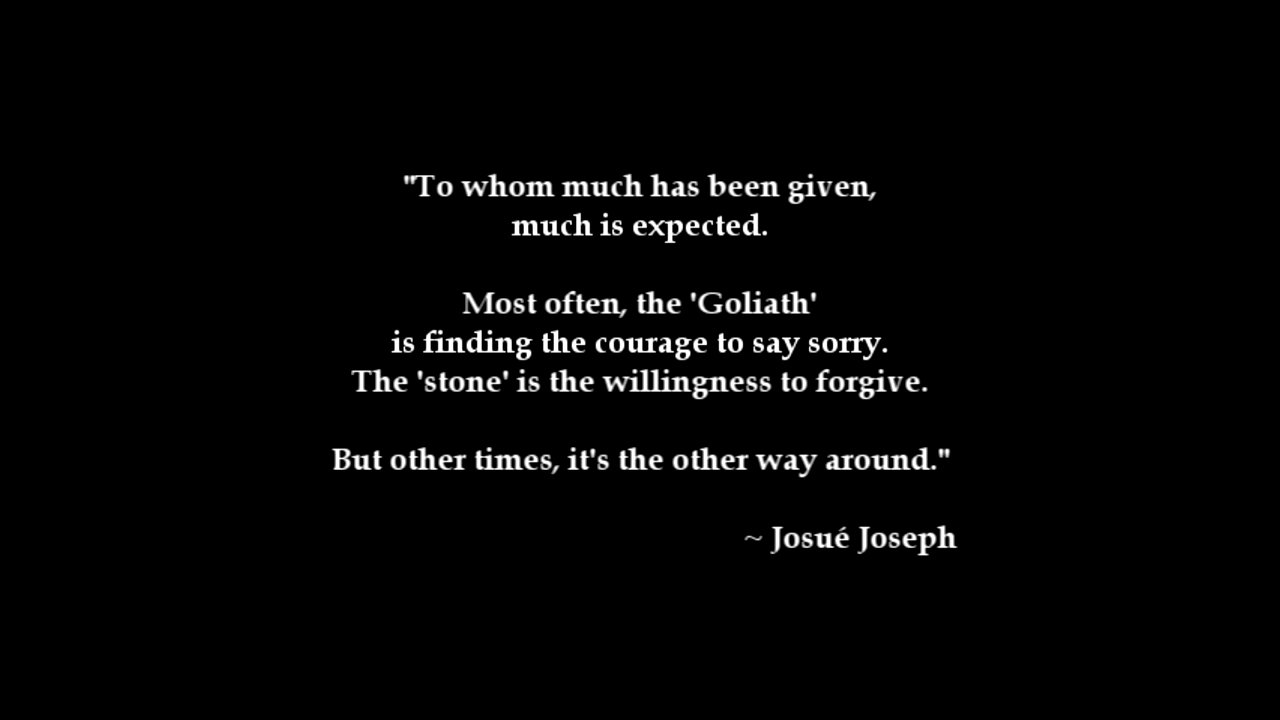 "To whom much has been given,
much is expected.
Most often, the 'Goliath'
is finding the courage to say sorry.
The 'stone' is the willingness to forgive.
But other times, it's the other way around."
~ Josué Joseph